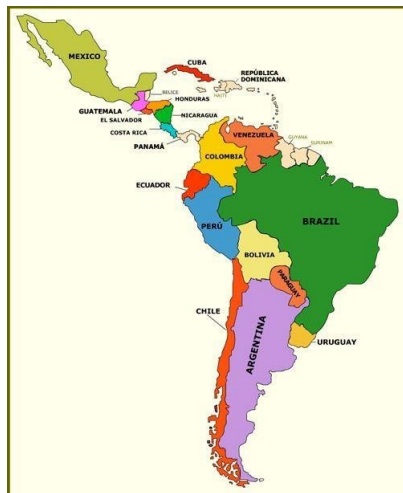 MEXICO
CUBA
REPÚBLICA
DOMINICANA
HAITÍ
BELICE
GUATEMALA
HONDURAS
EL SALVADOR
NICARAGUA
COSTA RICA
PANAMÁ
VENEZUELA
GUYANA
SURINAM
COLOMBIA
ECUADOR
PERÚ
BRAZIL
BOLIVIA
PARAGUAY
CHILE
ARGENTINA
URUGUAY